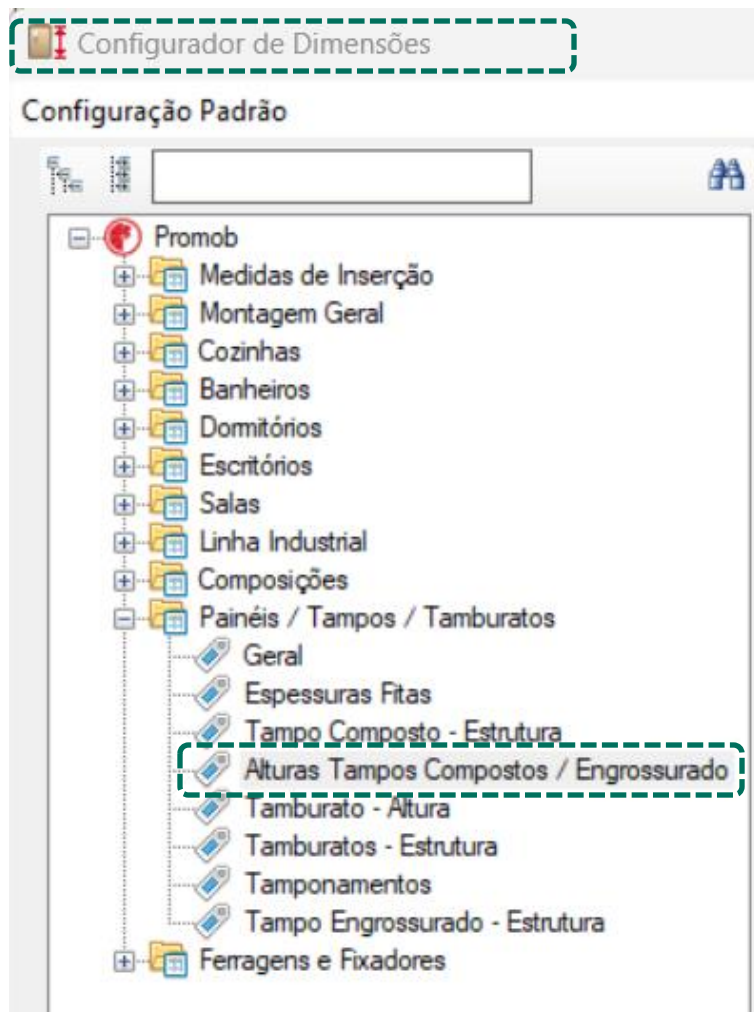 Configurador de Dimensões
Configuração Padrão
Promob
Medidas de Inserção
Montagem Geral
Cozinhas
Banheiros
Dormitórios
Escritórios
Salas
Linha Industrial
Composições
Painéis / Tampos / Tamburatos
Geral
Espessuras Fitas
Tampo Composto - Estrutura
Alturas Tampos Compostos / Engrossurado
Tamburato - Altura
Tamburatos - Estrutura
Tamponamentos
Tampo Engrossurado - Estrutura
Ferragens e Fixadores